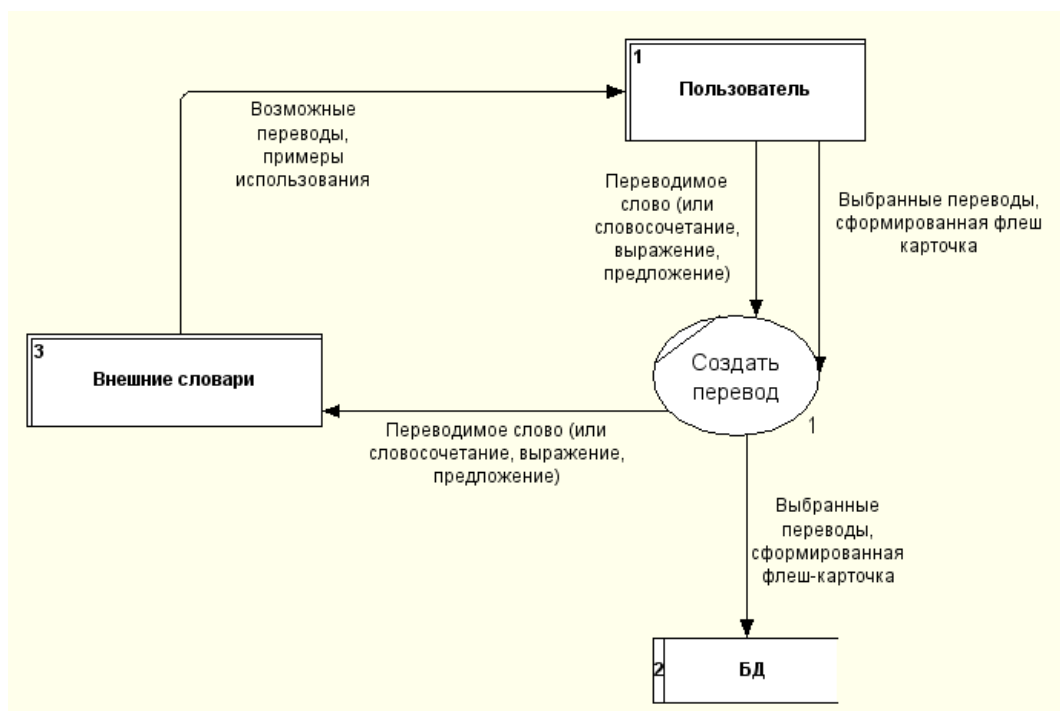 1
Пользователь
Возможные
переводы,
примеры
использования
Переводимое
слово (или
словосочетание,
выражение,
предложение)
Выбранные переводы,
сформированная флеш
карточка
3
Внешние словари
Создать
перевод
1
Переводимое слово (или
словосочетание, выражение,
предложение)
Выбранные
переводы,
сформированная
флеш-карточка
2
БД